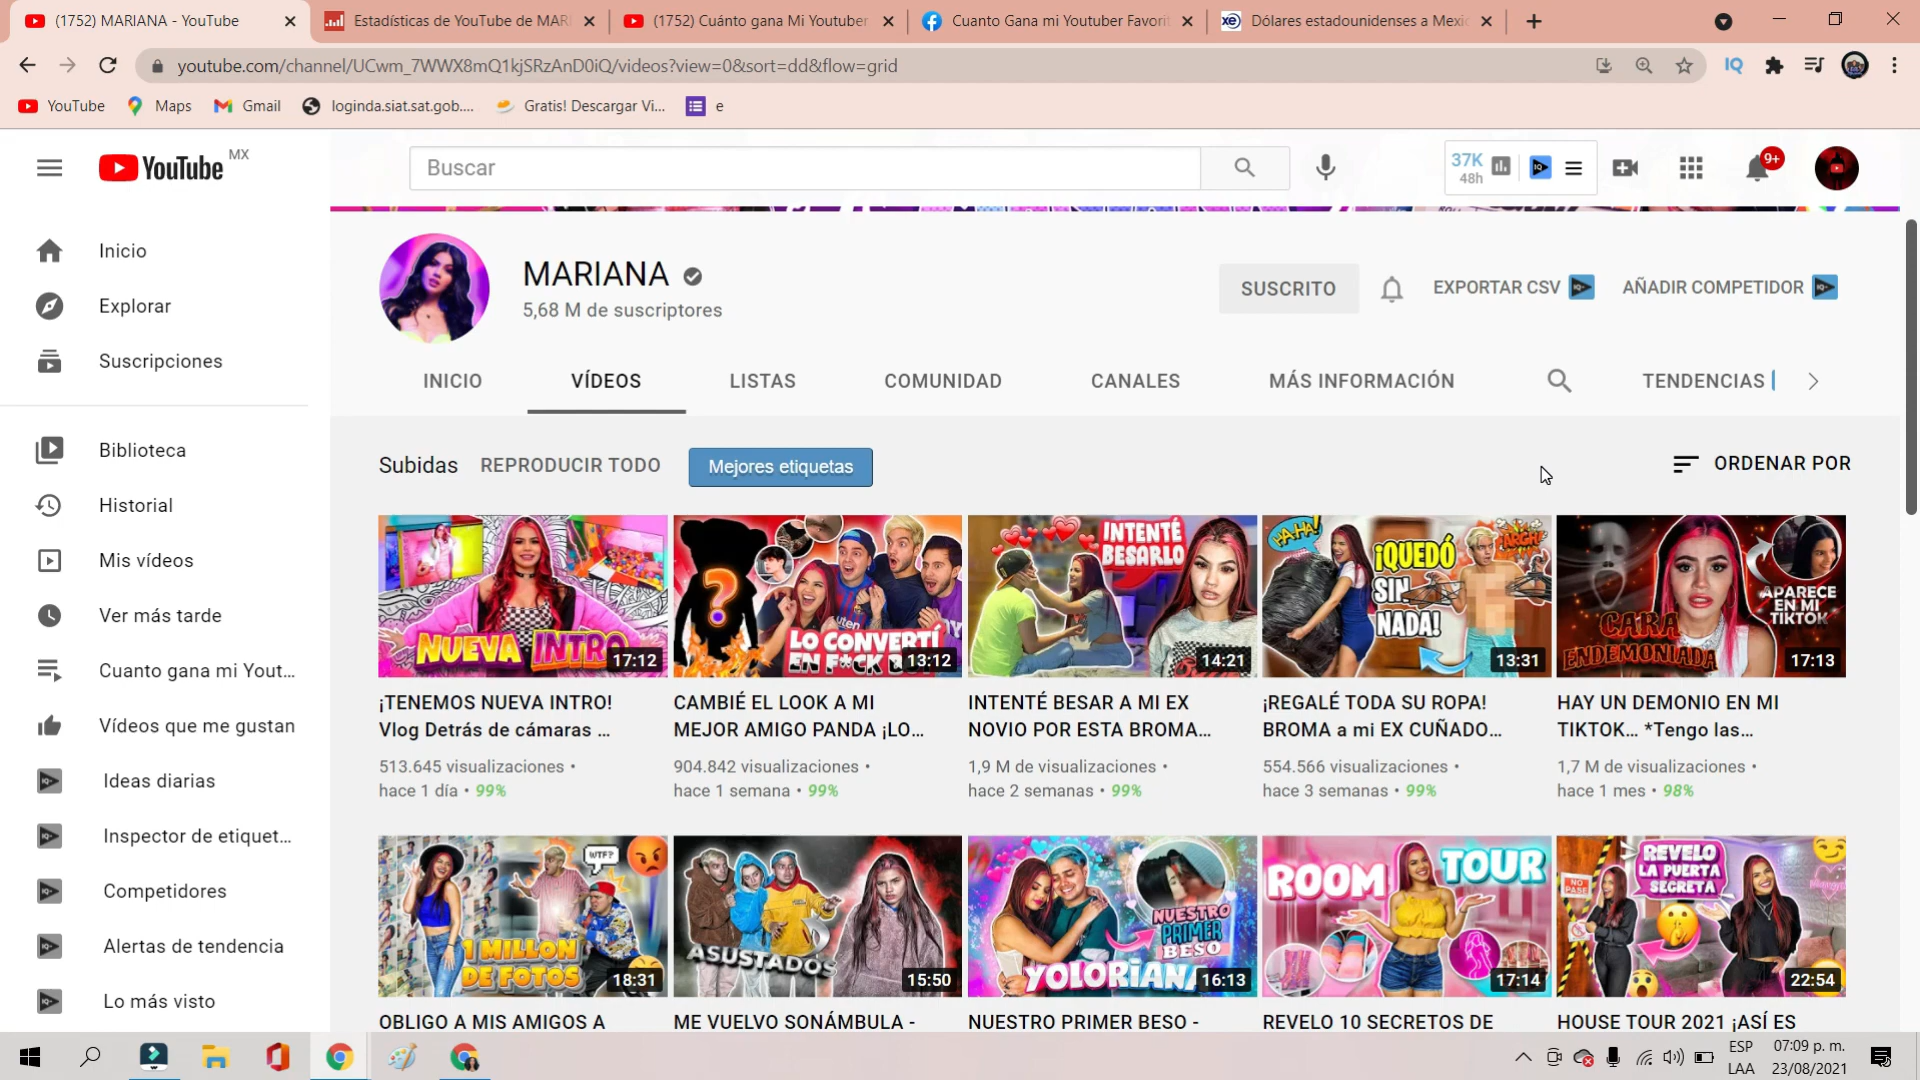 (1752) MARIANA - YouTube
Estadísticas de YouTube de MARI
(1752) Cuánto gana Mi Youtuber
Cuanto Gana mi Youtuber Favorit
Dólares estadounidenses a Mexic
youtube.com/channel/UCwm_7WWX8mQ1kjSRzAnD0iQ/videos?view=0&sort=dd&flow=grid
IQ
YouTube
Maps
Gmail
loginda.siat.sat.gob....
Gratis! Descargar Vi...
e
YouTube MX
Buscar
37K
48h
9+
Inicio
Explorar
Suscripciones
Biblioteca
Historial
Mis vídeos
Ver más tarde
Cuanto gana mi Yout...
Vídeos que me gustan
Ideas diarias
Inspector de etiquet...
Competidores
Alertas de tendencia
Lo más visto
MARIANA
5,68 M de suscriptores
SUSCRITO
EXPORTAR CSV
AÑADIR COMPETIDOR
INICIO
VÍDEOS
LISTAS
COMUNIDAD
CANALES
MÁS INFORMACIÓN
TENDENCIAS
Subidas
REPRODUCIR TODO
Mejores etiquetas
ORDENAR POR
NUEVA INTRO
17:12
¡TENEMOS NUEVA INTRO!
Vlog Detrás de cámaras ...
513.645 visualizaciones •
hace 1 día • 99%
?
LO CONVERTÍ
EN F*CK
13:12
CAMBIÉ EL LOOK A MI
MEJOR AMIGO PANDA ¡LO...
904.842 visualizaciones •
hace 1 semana • 99%
INTENTÉ
BESARLO
14:21
INTENTÉ BESAR A MI EX
NOVIO POR ESTA BROMA...
1,9 M de visualizaciones •
hace 2 semanas • 99%
HA HA!
¡QUEDÓ
SIN
NADA!
ARGH!
13:31
¡REGALÉ TODA SU ROPA!
BROMA a mi EX CUÑADO...
554.566 visualizaciones •
hace 3 semanas • 99%
APARECE
EN MI
TIKTOK
CARA
ENDEMONIADA
17:13
HAY UN DEMONIO EN MI
TIKTOK... *Tengo las...
1,7 M de visualizaciones •
hace 1 mes • 98%
WTF?
1 MILLON
DE FOTOS
18:31
OBLIGO A MIS AMIGOS A
ASUSTADOS
15:50
ME VUELVO SONÁMBULA -
NUESTRO
PRIMER
BESO
YOLORIANA
16:13
NUESTRO PRIMER BESO -
ROOM TOUR
17:14
REVELO 10 SECRETOS DE
NO
PASE
REVELO
LA PUERTA
SECRETA
22:54
HOUSE TOUR 2021 ¡ASÍ ES
ESP
LAA
07:09 p. m.
23/08/2021